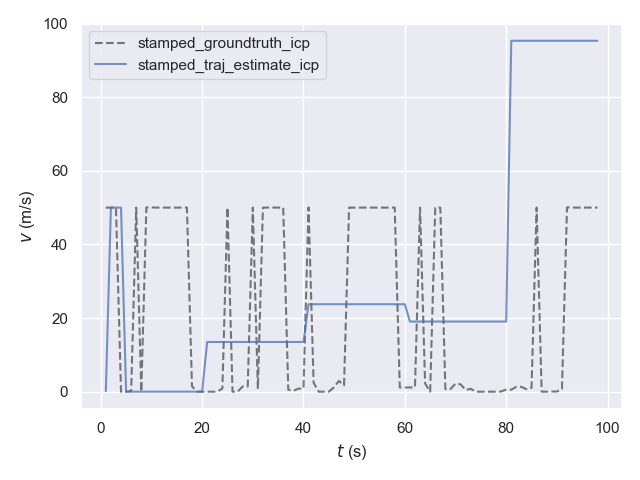 100
80
60
40
20
0
v (m/s)
stamped_groundtruth_icp
stamped_traj_estimate_icp
0 20 40 60 80 100
t (s)